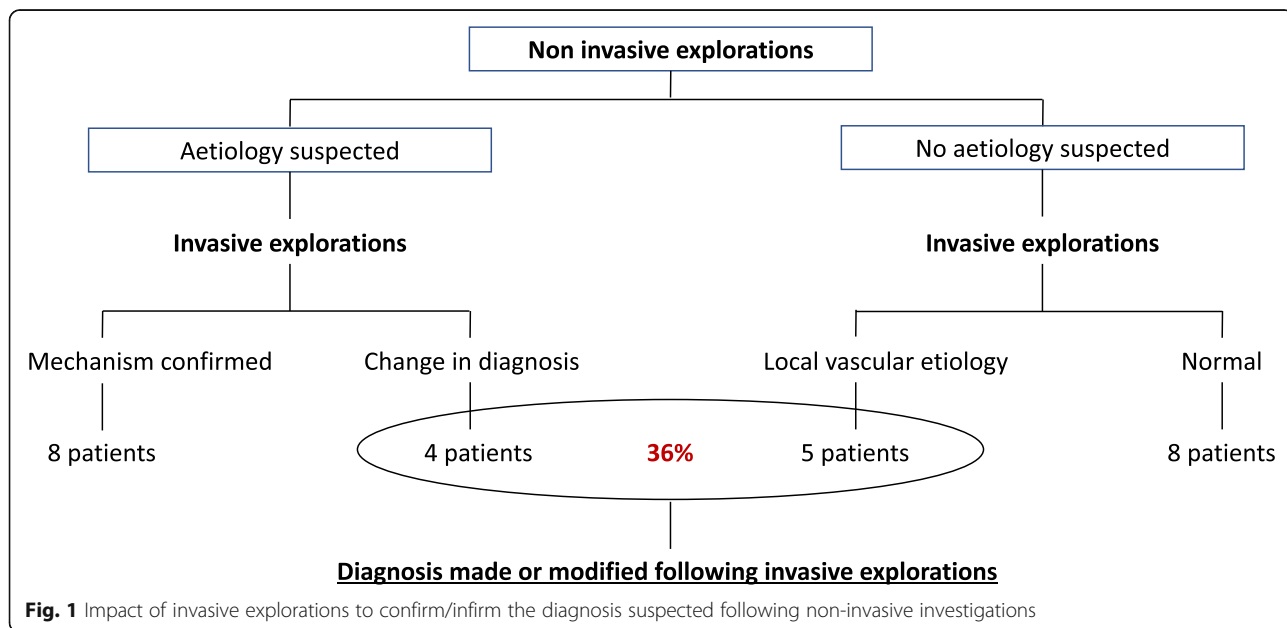 Non invasive explorations
Aetiology suspected
No aetiology suspected
Invasive explorations
Invasive explorations
Mechanism confirmed
Change in diagnosis
Local vascular etiology
Normal
8 patients
4 patients
36%
5 patients
8 patients
Diagnosis made or modified following invasive explorations
Fig. 1 Impact of invasive explorations to confirm/infirm the diagnosis suspected following non-invasive investigations